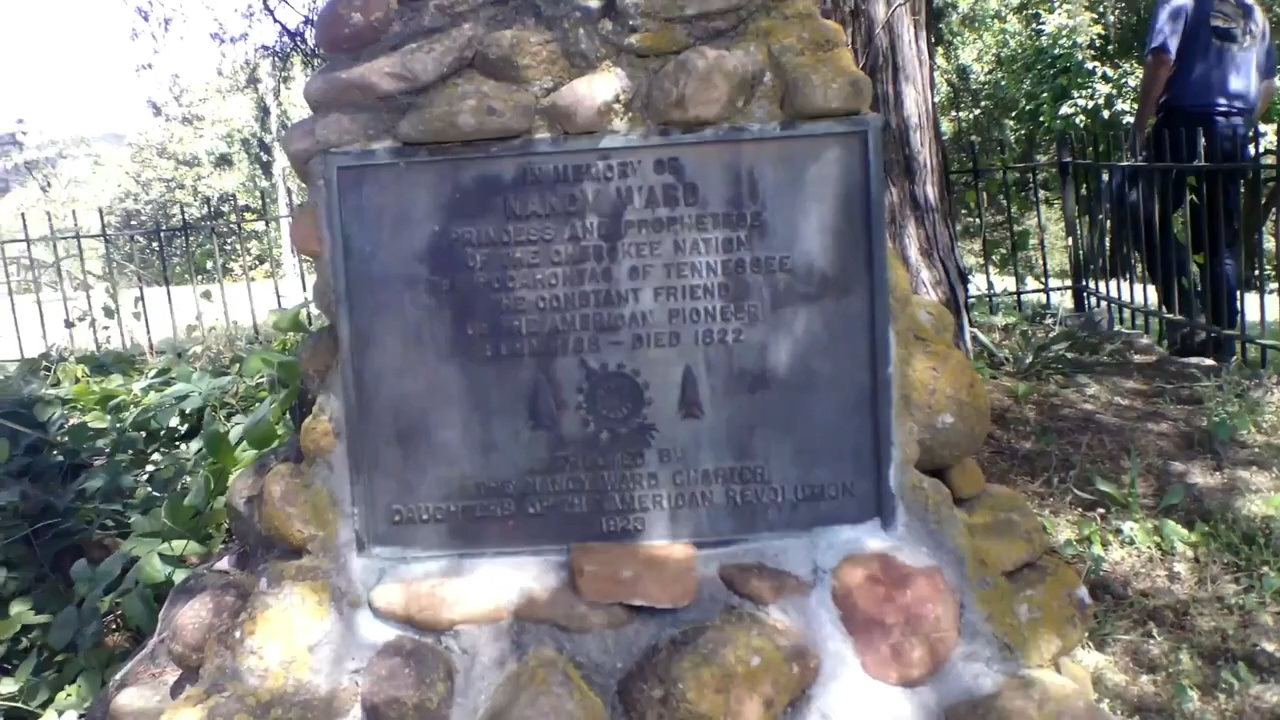 IN MEMORY OF
NANCY WARD
PRINCESS AND PROPHETESS
OF THE CHEROKEE NATION
POCAHONTAS OF TENNESSEE
THE CONSTANT FRIEND
OF THE AMERICAN PIONEER
DIED 1822
ERECTED BY
THE NANCY WARD CHAPTER
DAUGHTERS OF THE AMERICAN REVOLUTION
1923